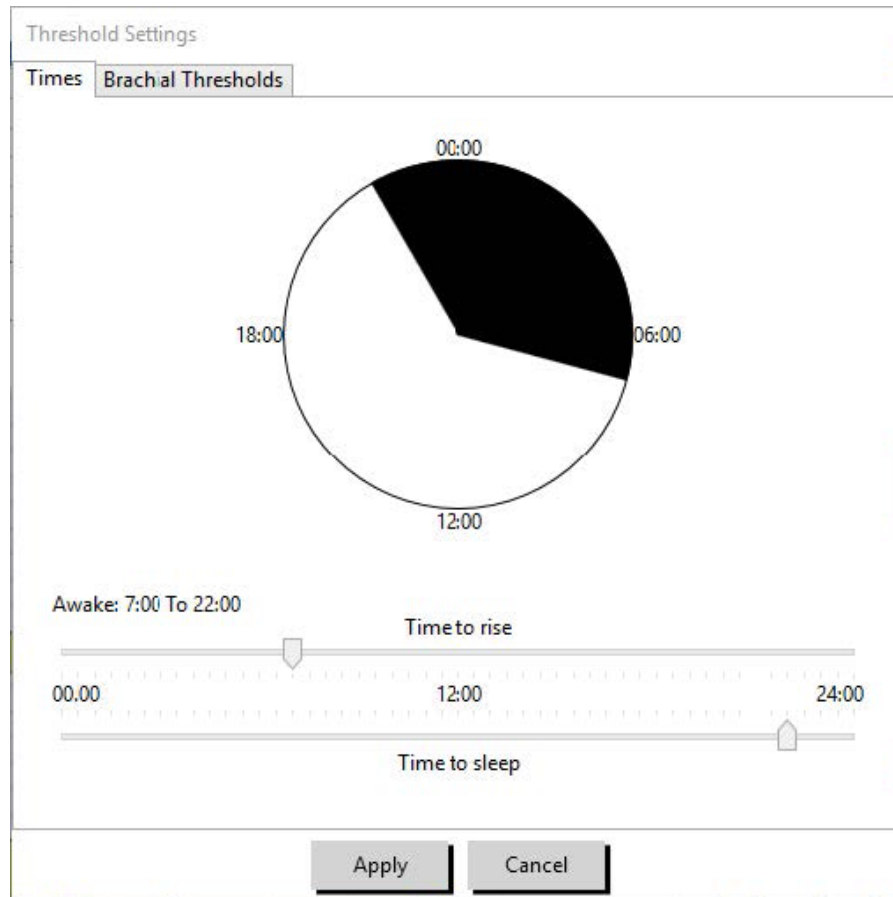 Threshold Settings
Times Brachial Thresholds
00:00
18:00 06:00
12:00
Awake: 7:00 To 22:00
Time to rise
00.00 12:00 24:00
Time to sleep
Apply Cancel